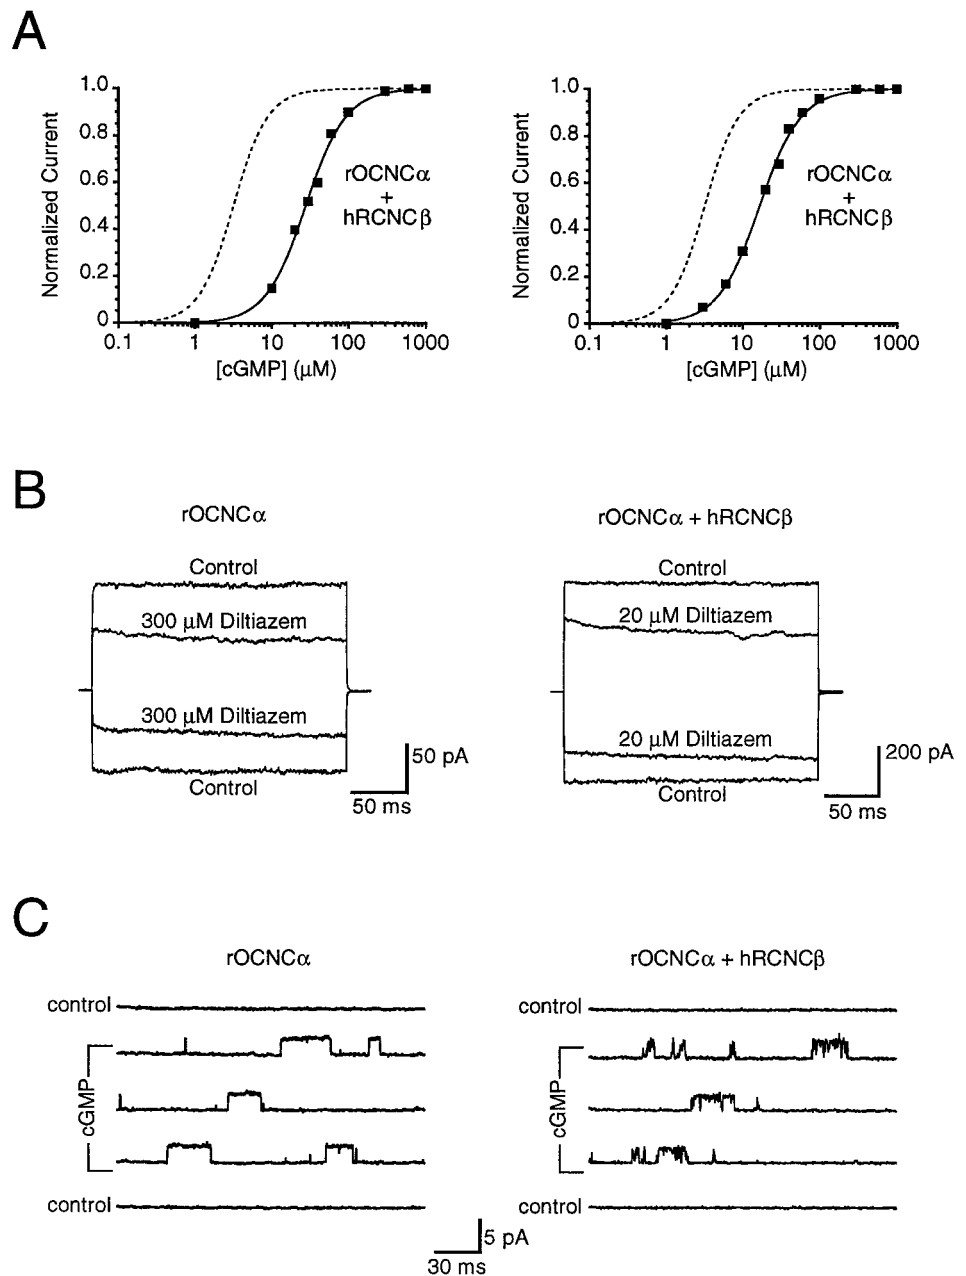 A
Normalized Current
1.0
0.8
0.6
0.4
0.2
0
0.1
1
10
100
1000
[cGMP] (μM)
rOCNCα
+
hRCNCβ
Normalized Current
1.0
0.8
0.6
0.4
0.2
0
0.1
1
10
100
1000
[cGMP] (μM)
rOCNCα
+
hRCNCβ
B
rOCNCα
Control
300 μM Diltiazem
300 μM Diltiazem
Control
50 pA
50 ms
rOCNCα + hRCNCβ
Control
20 μM Diltiazem
20 μM Diltiazem
Control
200 pA
50 ms
C
rOCNCα
control
cGMP
control
rOCNCα + hRCNCβ
control
cGMP
control
5 pA
30 ms